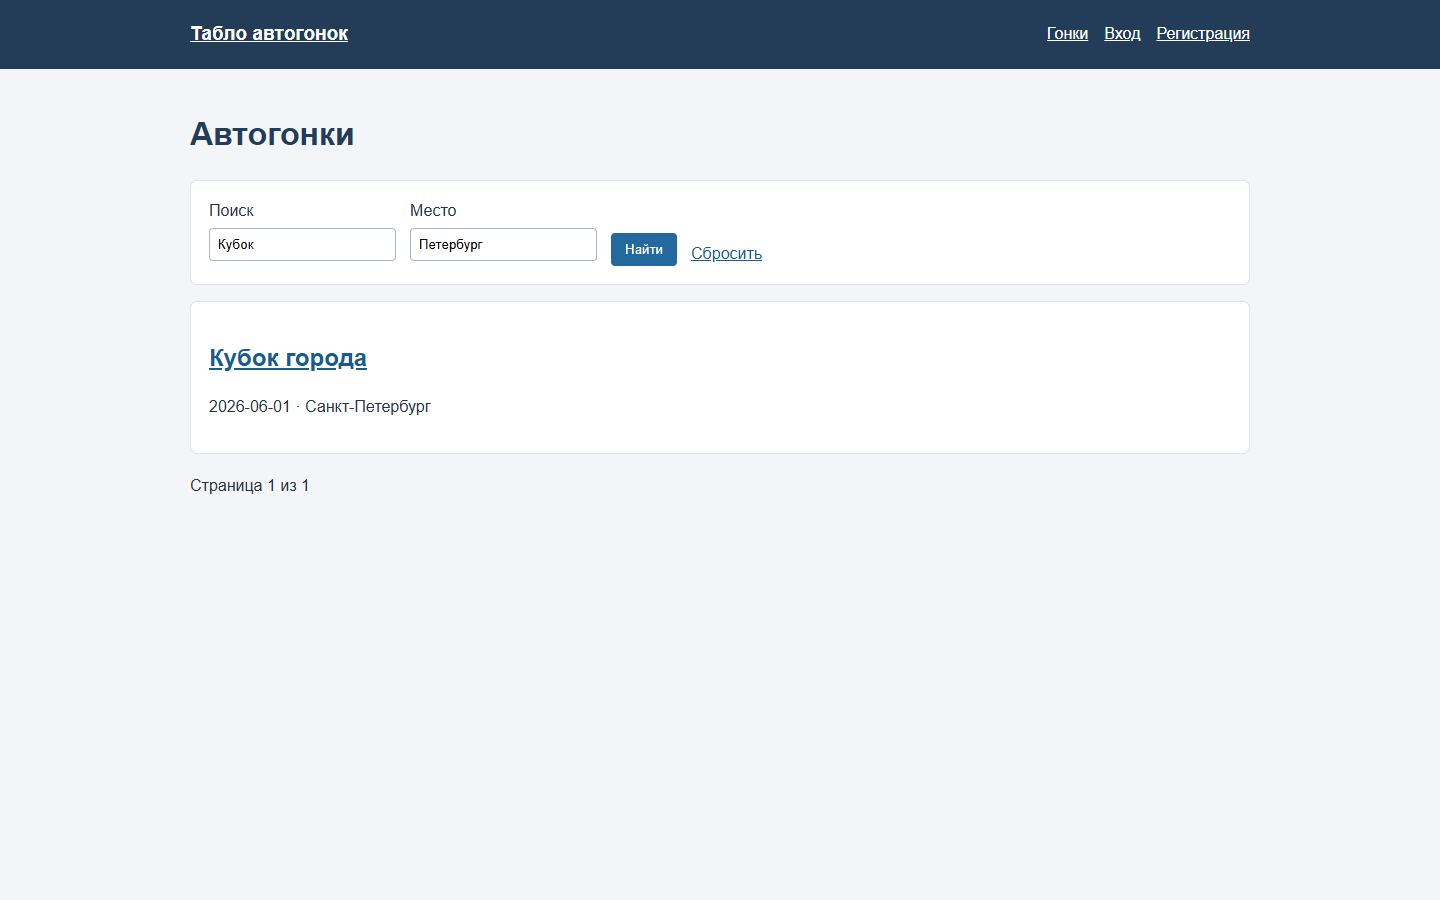 Табло автогонок
Гонки Вход Регистрация
Автогонки
Поиск Место
Кубок Петербург Найти Сбросить
Кубок города
2026-06-01 · Санкт-Петербург
Страница 1 из 1